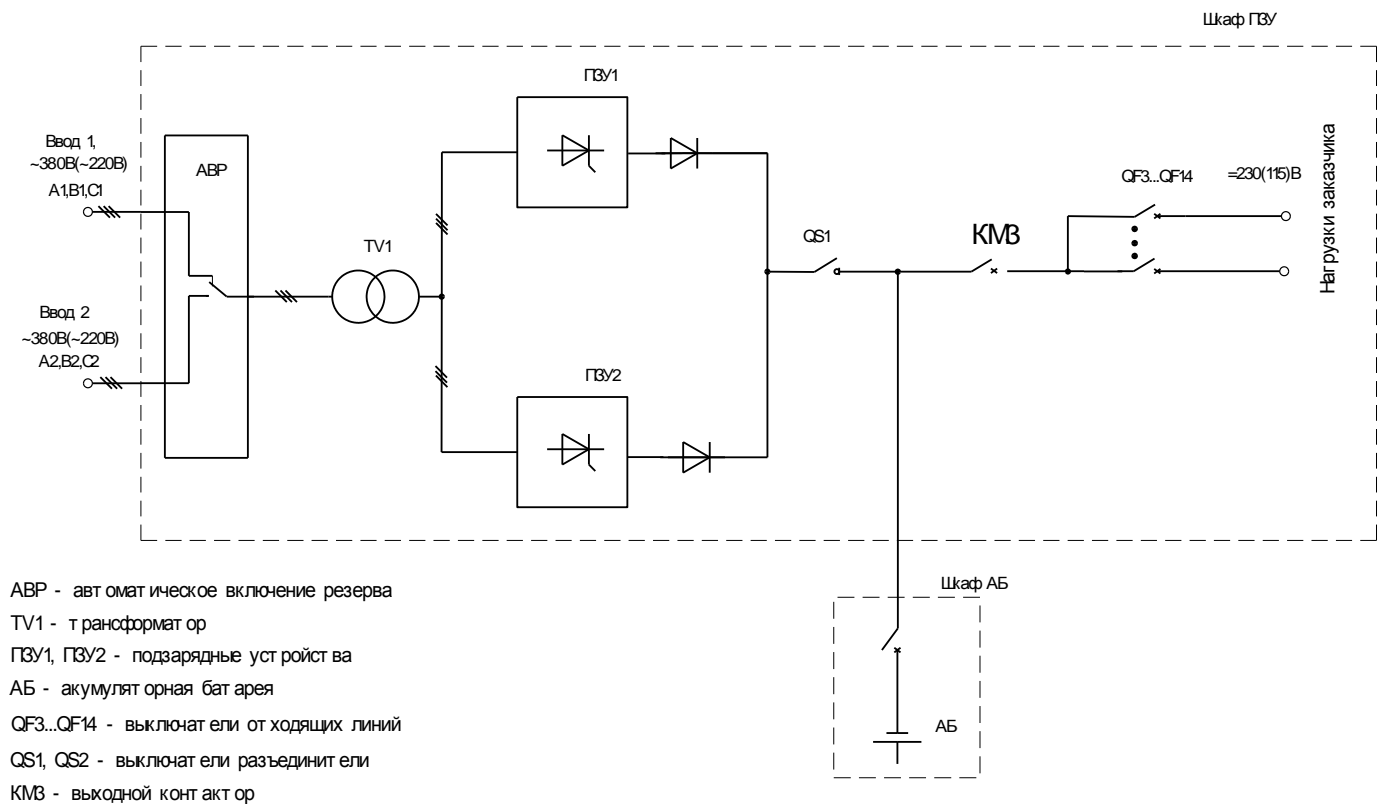 Шкаф ПЗУ
ПЗУ1
Ввод 1,
~380В(~220В)
А1,В1,С1
АВР
TV1
QS1
КМ3
QF3...QF14
=230(115)В
Нагрузки заказчика
Ввод 2
~380В(~220В)
А2,В2,С2
ПЗУ2
Шкаф АБ
АБ
АВР - автоматическое включение резерва
TV1 - трансформатор
ПЗУ1, ПЗУ2 - подзарядные устройства
АБ - акумуляторная батарея
QF3...QF14 - выключатели отходящих линий
QS1, QS2 - выключатели разъединители
КМ3 - выходной контактор